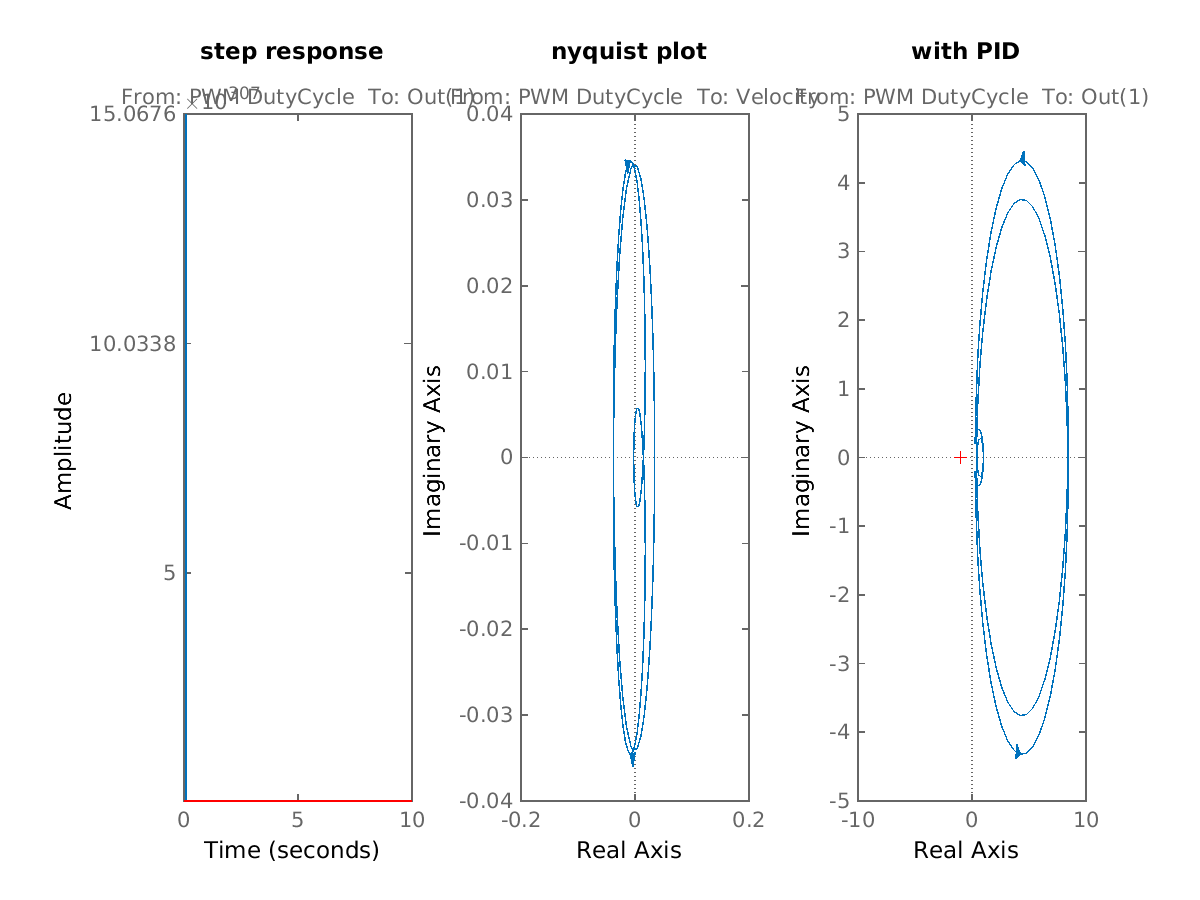 step response
nyquist plot
with PID
From: PWM DutyCycle To: Out(1)
From: PWM DutyCycle To: Velocity
From: PWM DutyCycle To: Out(1)
×10^307
15.0676
10.0338
5
0
5
10
Amplitude
Time (seconds)
0.04
0.03
0.02
0.01
0
-0.01
-0.02
-0.03
-0.04
-0.2
0
0.2
Imaginary Axis
Real Axis
5
4
3
2
1
0
-1
-2
-3
-4
-5
-10
0
10
Imaginary Axis
Real Axis